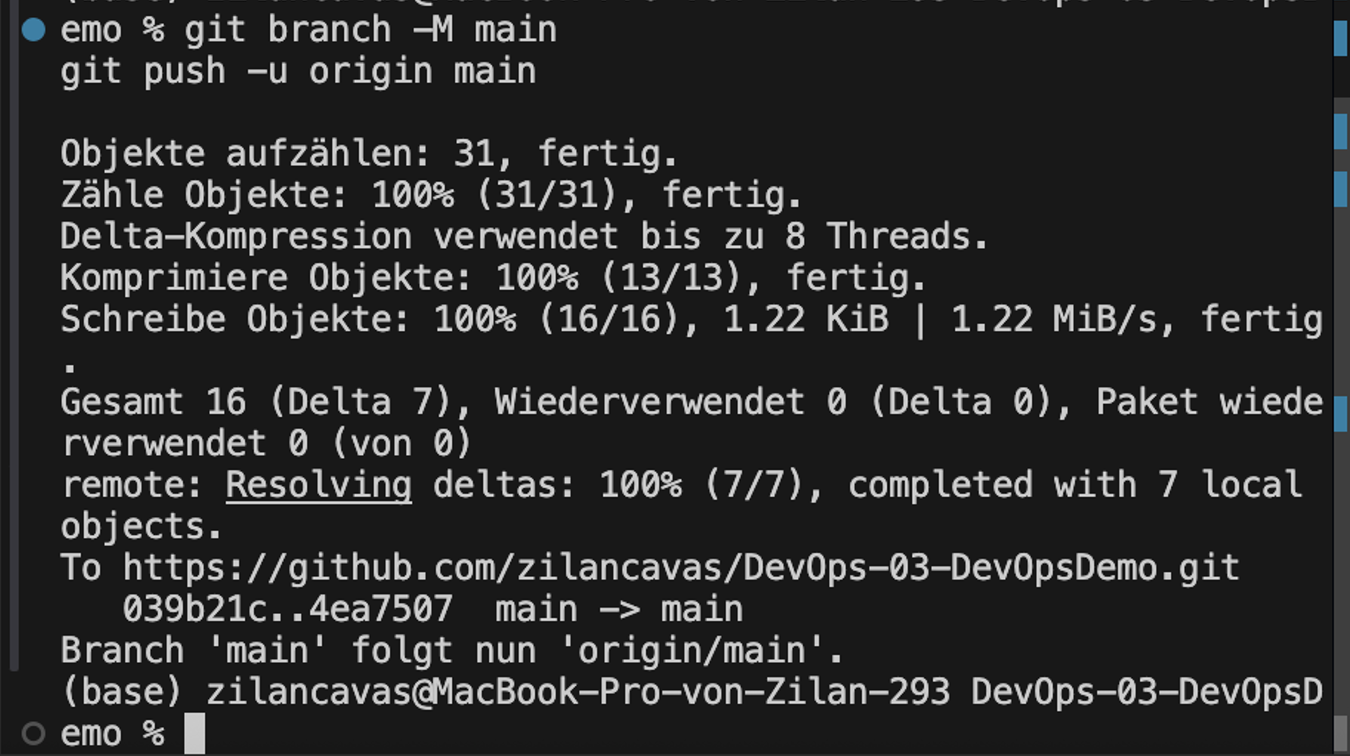 emo % git branch -M main
git push -u origin main
Objekte aufzählen: 31, fertig.
Zähle Objekte: 100% (31/31), fertig.
Delta-Kompression verwendet bis zu 8 Threads.
Komprimiere Objekte: 100% (13/13), fertig.
Schreibe Objekte: 100% (16/16), 1.22 KiB | 1.22 MiB/s, fertig
.
Gesamt 16 (Delta 7), Wiederverwendet 0 (Delta 0), Paket wiede
rverwendet 0 (von 0)
remote: Resolving deltas: 100% (7/7), completed with 7 local
objects.
To https://github.com/zilancavas/DevOps-03-DevOpsDemo.git
   039b21c..4ea7507  main -> main
Branch 'main' folgt nun 'origin/main'.
(base) zilancavas@MacBook-Pro-von-Zilan-293 DevOps-03-DevOpsD
emo %